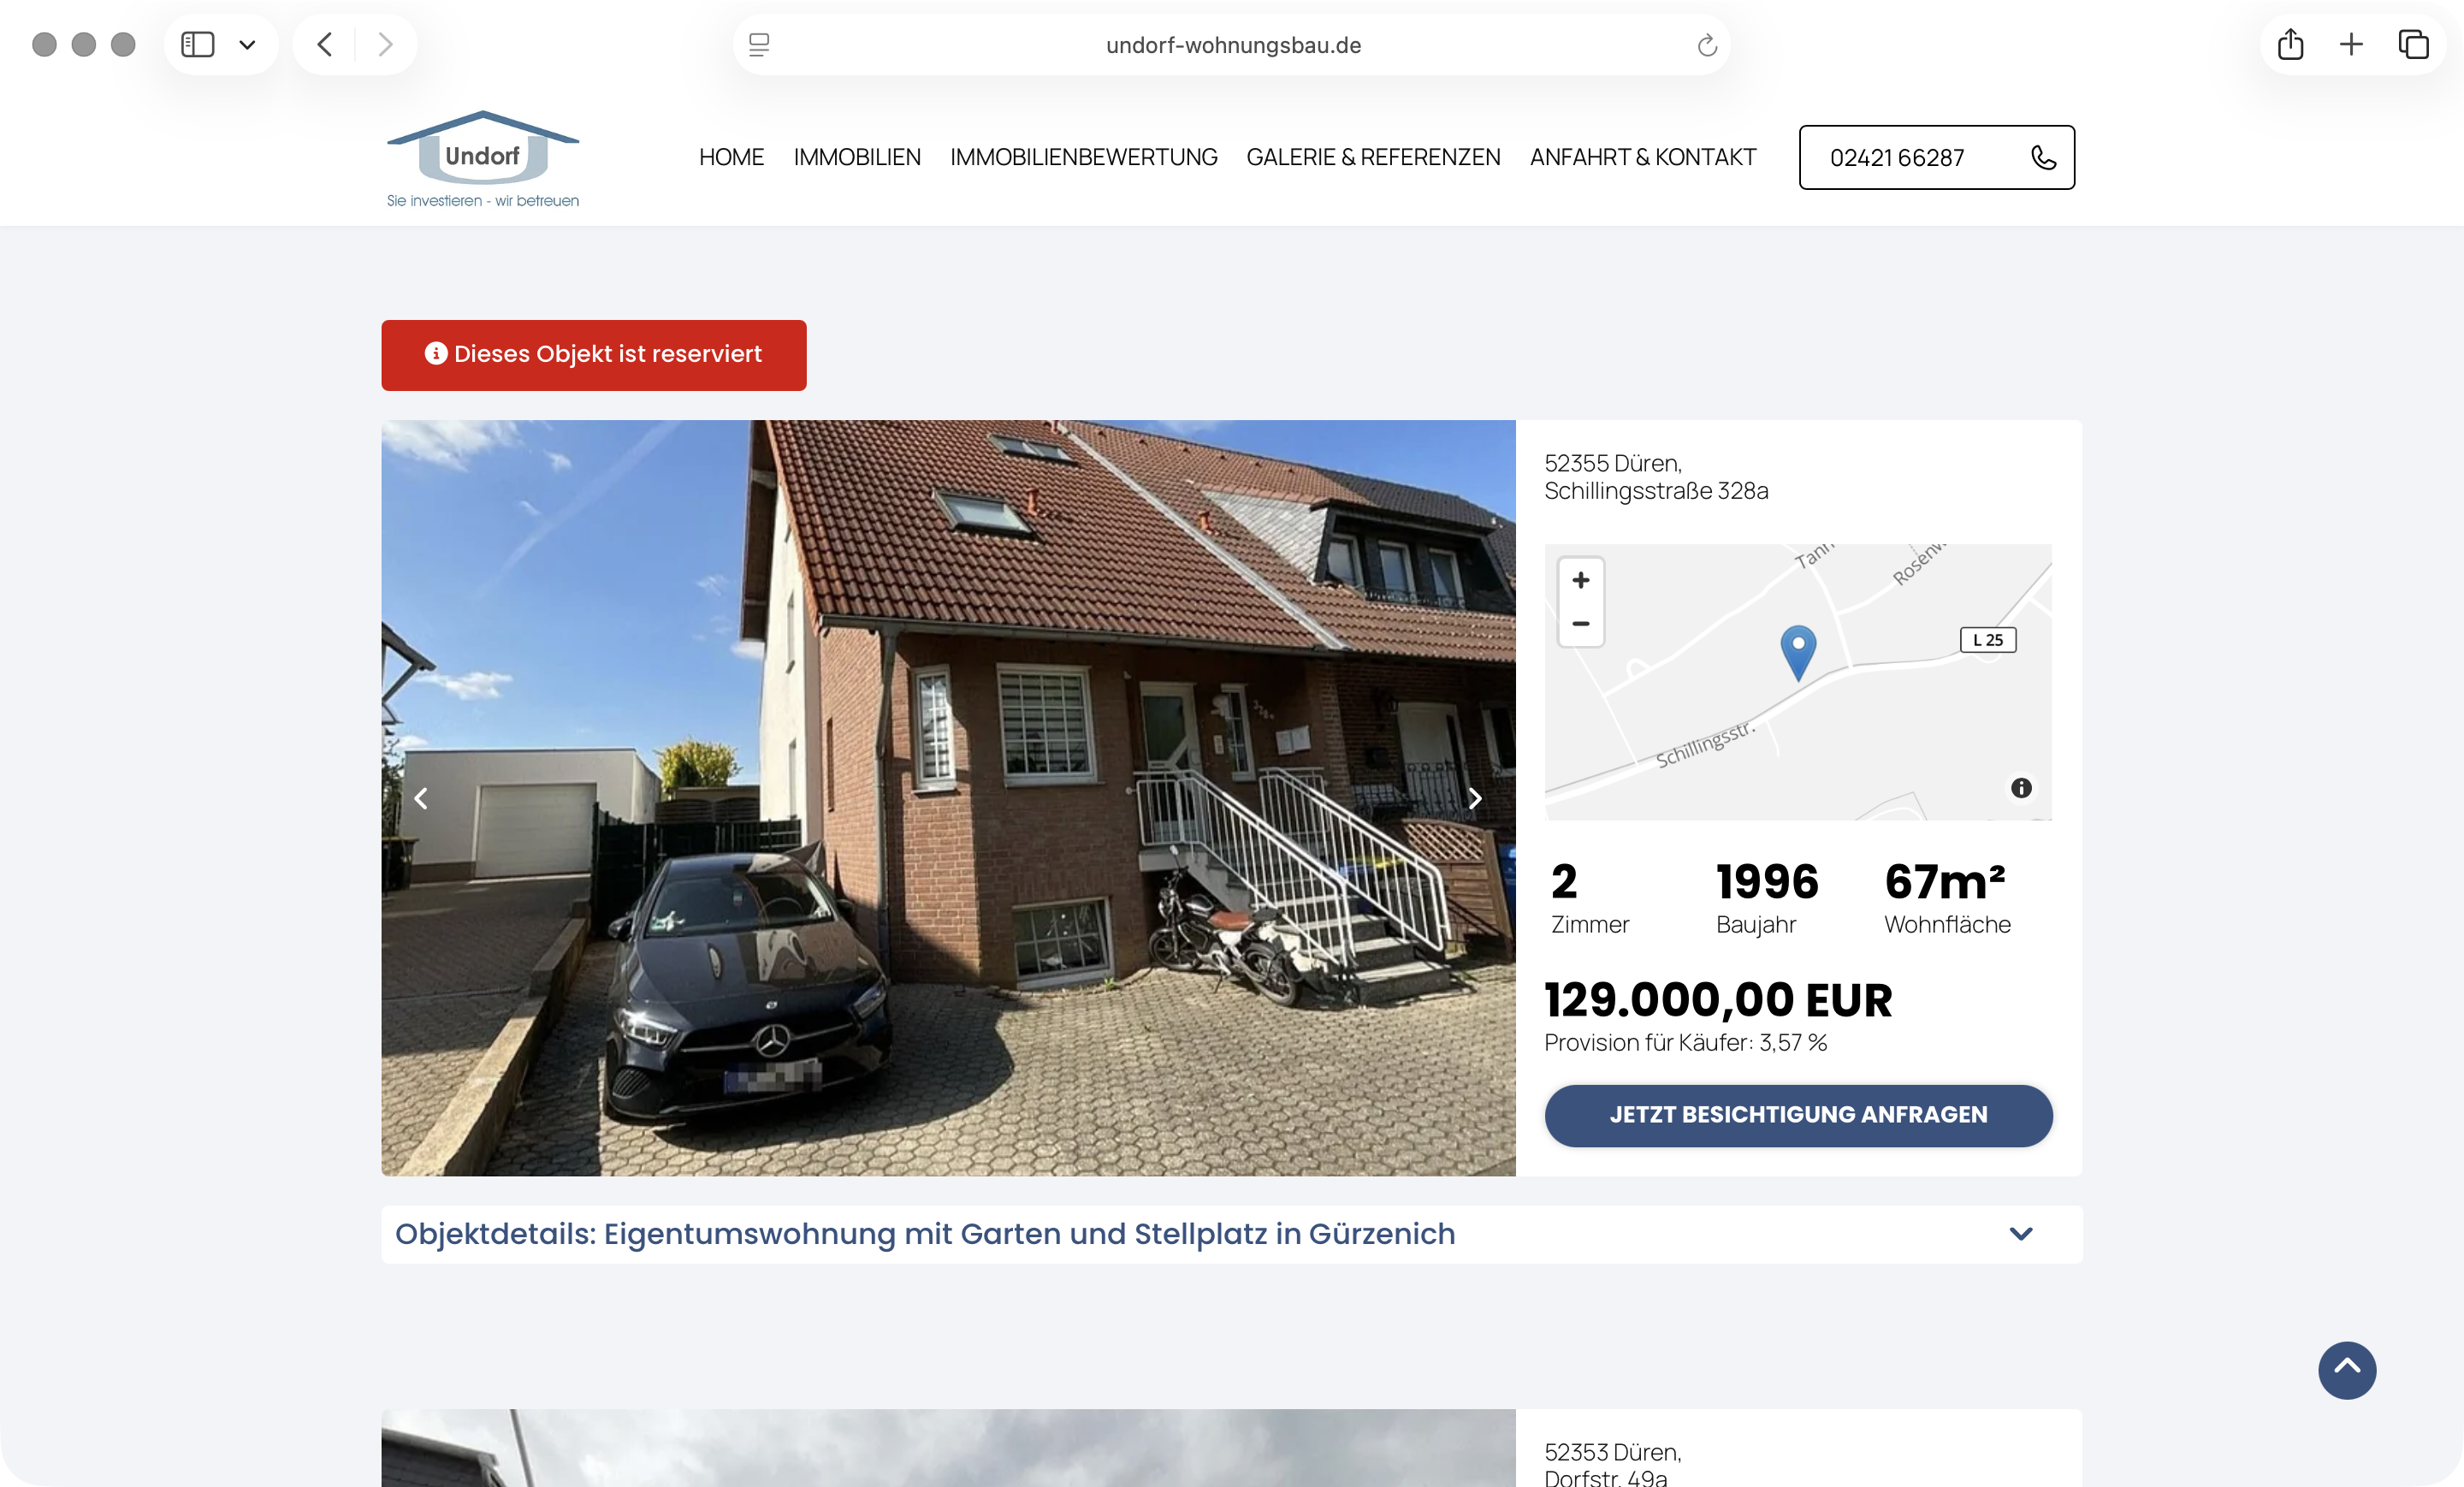 undorf-wohnungsbau.de
Undorf
Sie investieren - wir betreuen
HOME
IMMOBILIEN
IMMOBILIENBEWERTUNG
GALERIE & REFERENZEN
ANFAHRT & KONTAKT
02421 66287
Dieses Objekt ist reserviert
52355 Düren,
Schillingsstraße 328a
L 25
Schillingsstr.
2
Zimmer
1996
Baujahr
67m²
Wohnfläche
129.000,00 EUR
Provision für Käufer: 3,57 %
JETZT BESICHTIGUNG ANFRAGEN
Objektdetails: Eigentumswohnung mit Garten und Stellplatz in Gürzenich
52353 Düren,
Dorfstr. 49a